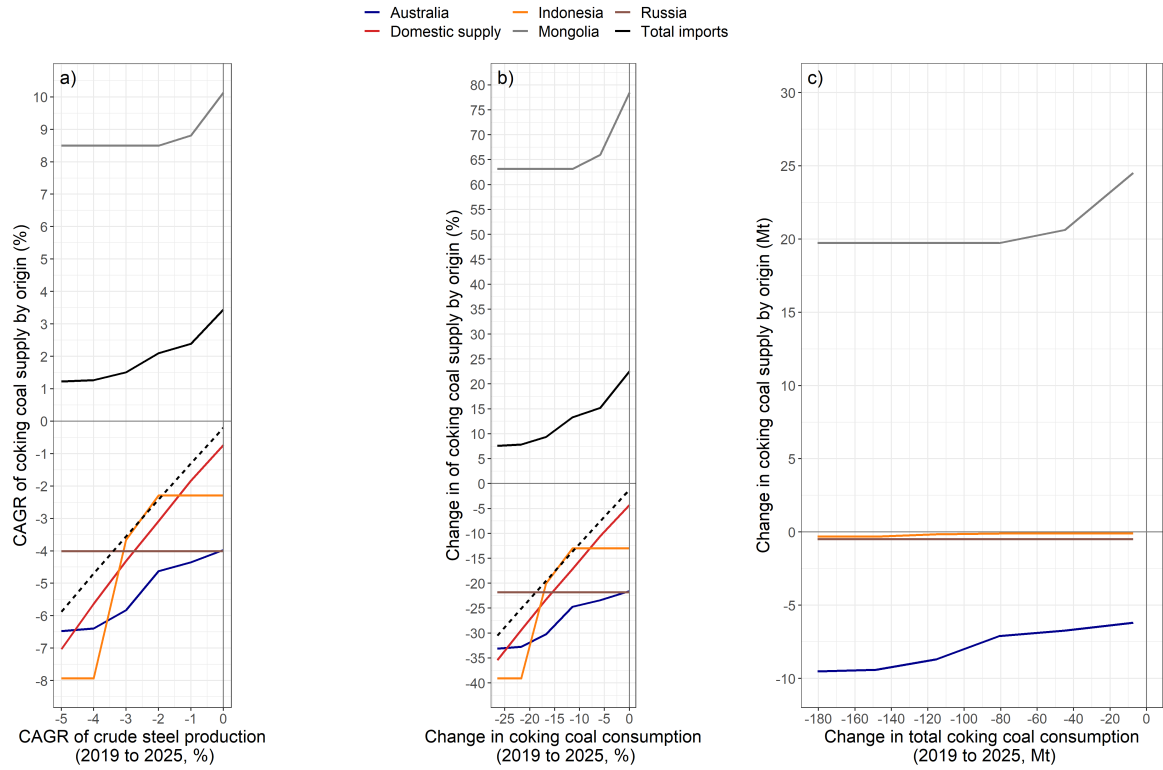 Australia
Indonesia
Russia
Domestic supply
Mongolia
Total imports
a)
CAGR of coking coal supply by origin (%)
10
9
8
7
6
5
4
3
2
1
0
-1
-2
-3
-4
-5
-6
-7
-8
-5 -4 -3 -2 -1 0
CAGR of crude steel production
(2019 to 2025, %)
b)
Change in of coking coal supply by origin (%)
80
75
70
65
60
55
50
45
40
35
30
25
20
15
10
5
0
-5
-10
-15
-20
-25
-30
-35
-40
-25 -20 -15 -10 -5 0
Change in coking coal consumption
(2019 to 2025, %)
c)
Change in coking coal supply by origin (Mt)
30
25
20
15
10
5
0
-5
-10
-180 -160 -140 -120 -100 -80 -60 -40 -20 0
Change in total coking coal consumption
(2019 to 2025, Mt)